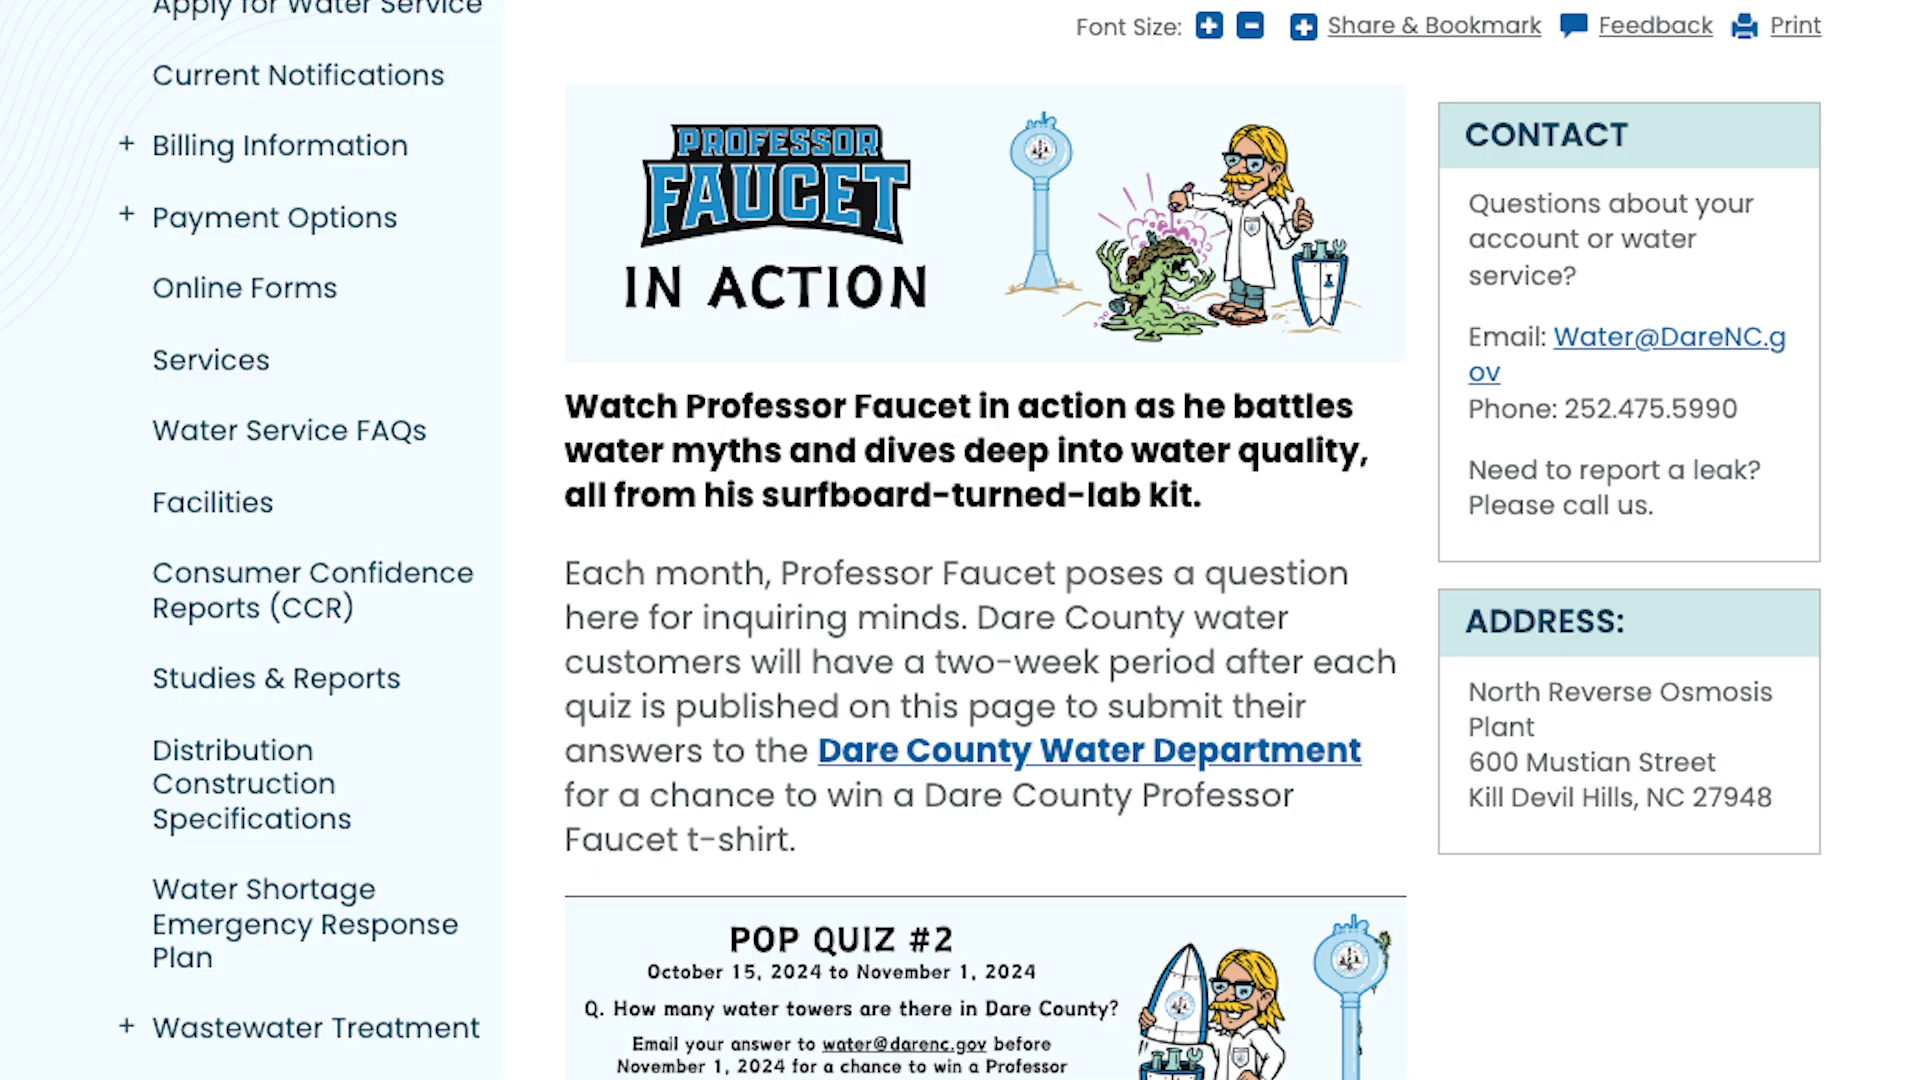 Apply for Water Service
Current Notifications
+ Billing Information
+ Payment Options
Online Forms
Services
Water Service FAQs
Facilities
Consumer Confidence
Reports (CCR)
Studies & Reports
Distribution
Construction
Specifications
Water Shortage
Emergency Response
Plan
+ Wastewater Treatment
Font Size: + - + Share & Bookmark Feedback Print
PROFESSOR
FAUCET
IN ACTION
Watch Professor Faucet in action as he battles
water myths and dives deep into water quality,
all from his surfboard-turned-lab kit.
Each month, Professor Faucet poses a question
here for inquiring minds. Dare County water
customers will have a two-week period after each
quiz is published on this page to submit their
answers to the Dare County Water Department
for a chance to win a Dare County Professor
Faucet t-shirt.
POP QUIZ #2
October 15, 2024 to November 1, 2024
Q. How many water towers are there in Dare County?
Email your answer to water@darenc.gov before
November 1, 2024 for a chance to win a Professor
CONTACT
Questions about your
account or water
service?
Email: Water@DareNC.g
ov
Phone: 252.475.5990
Need to report a leak?
Please call us.
ADDRESS:
North Reverse Osmosis
Plant
600 Mustian Street
Kill Devil Hills, NC 27948